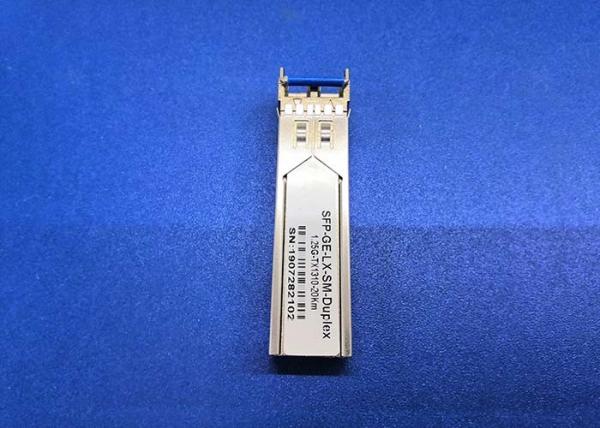 SFP-GE-LX-SM-Duplex
1.25G-TX1310-20Km
SN:1907282102